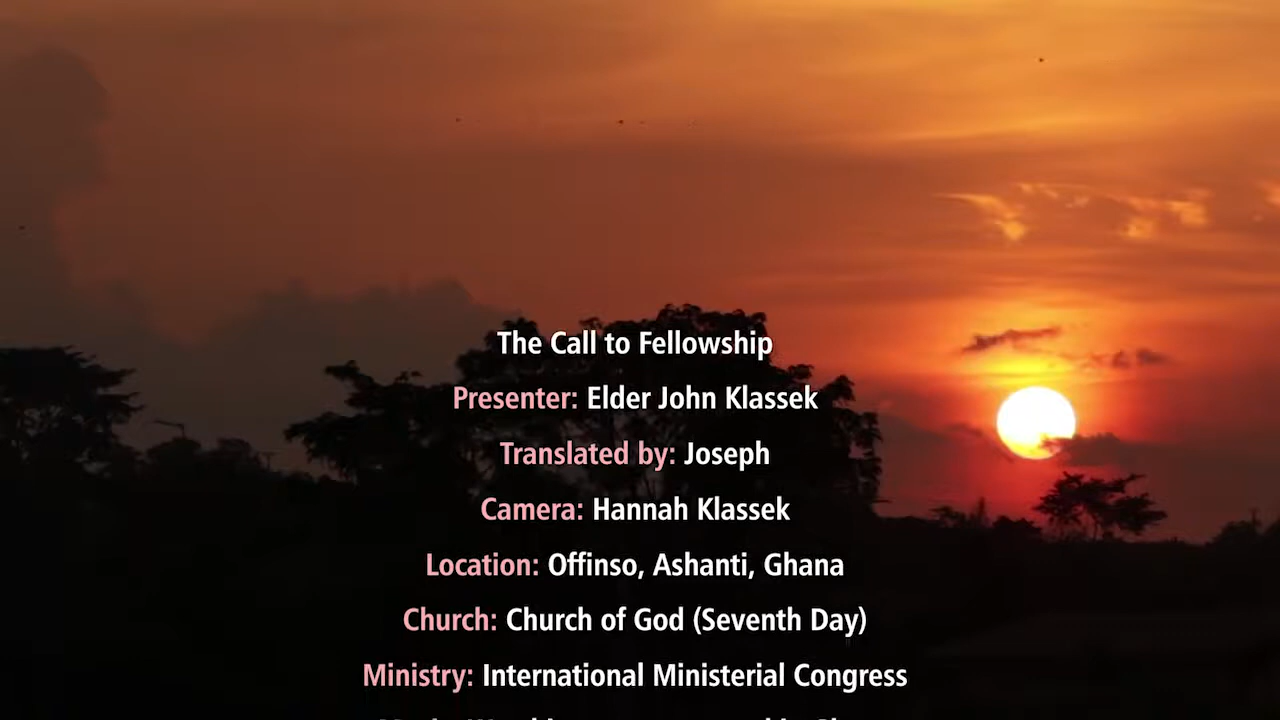 The Call to Fellowship
Presenter: Elder John Klassek
Translated by: Joseph
Camera: Hannah Klassek
Location: Offinso, Ashanti, Ghana
Church: Church of God (Seventh Day)
Ministry: International Ministerial Congress